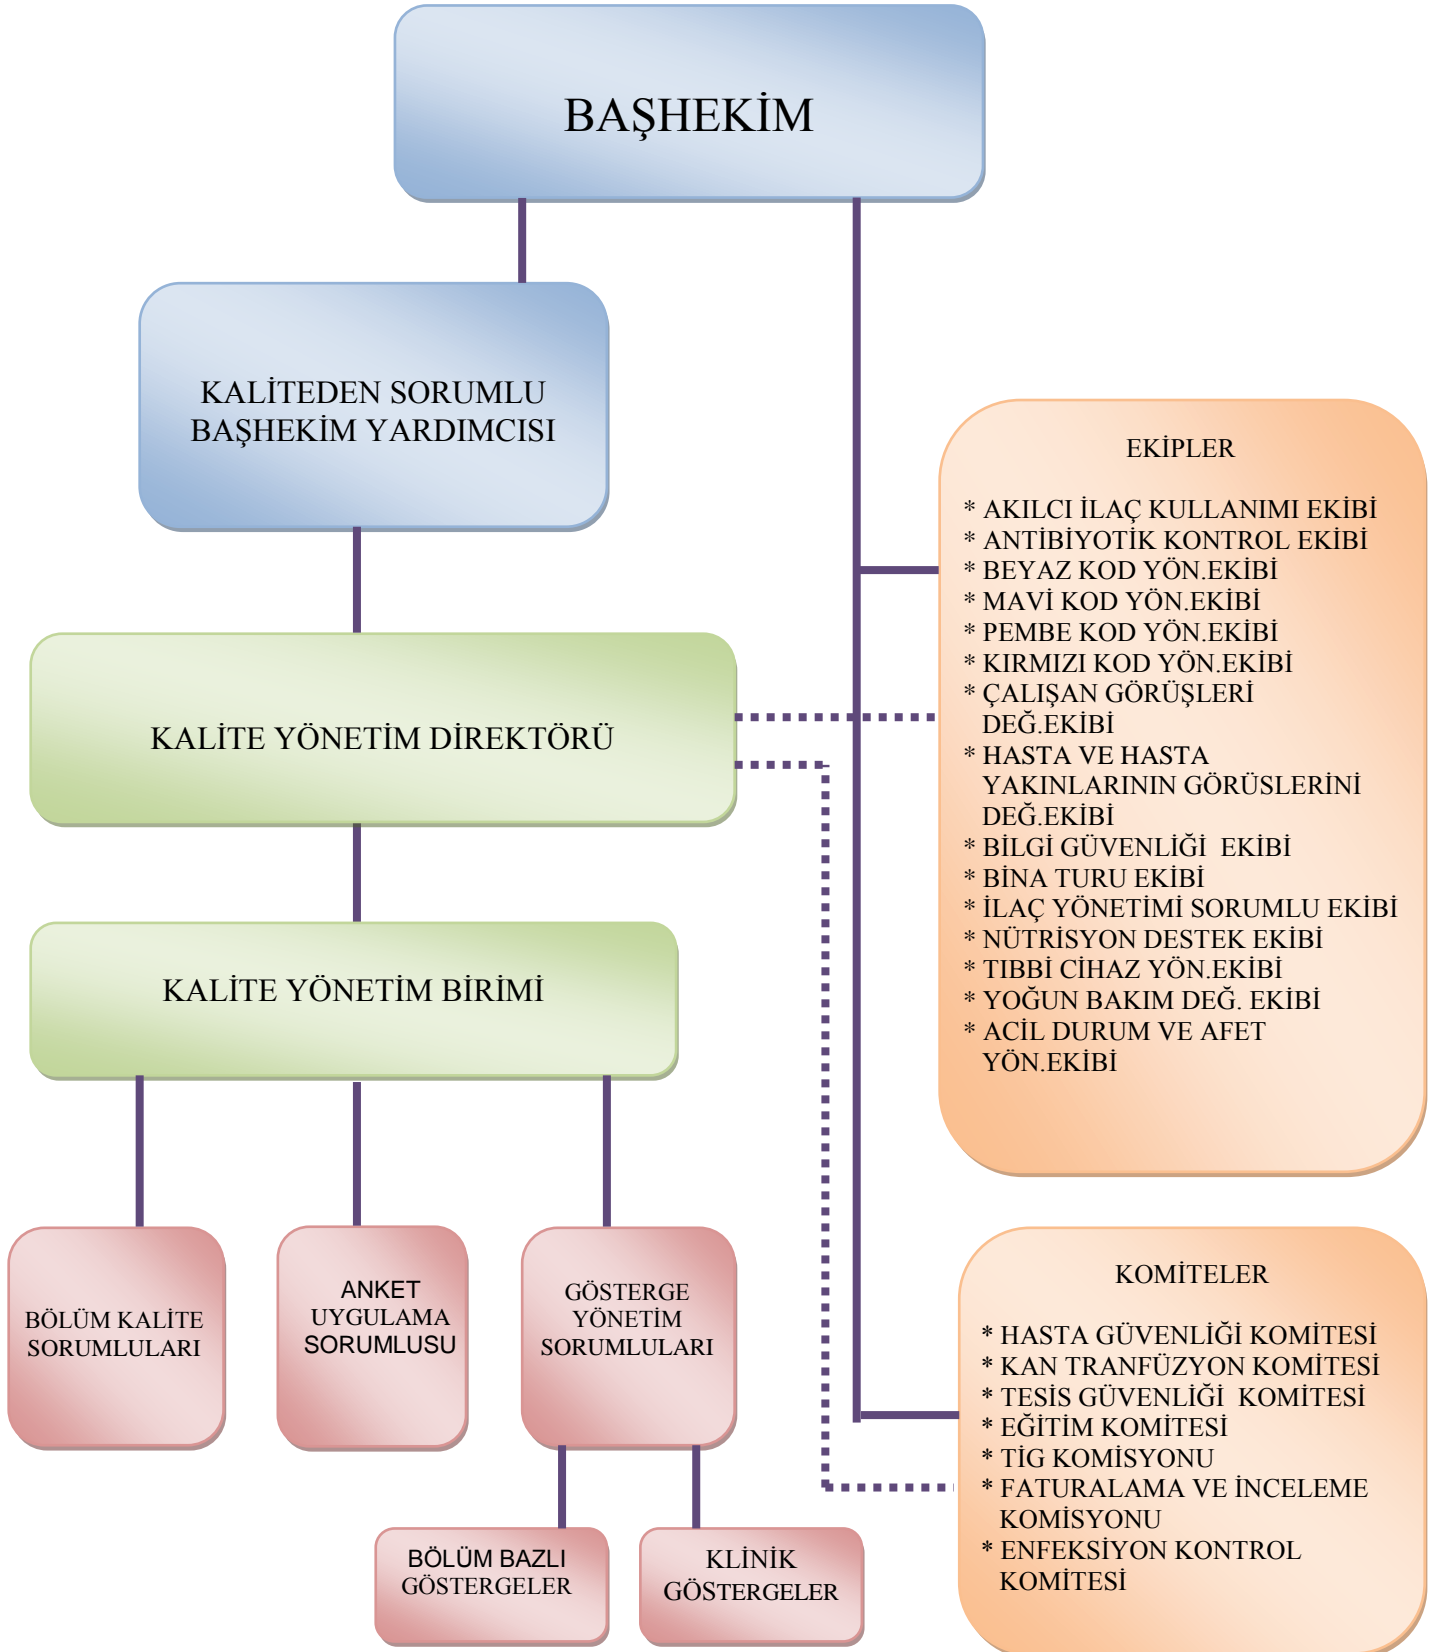 BAŞHEKİM
KALİTEDEN SORUMLU
BAŞHEKİM YARDIMCISI
KALİTE YÖNETİM DİREKTÖRÜ
KALİTE YÖNETİM BİRİMİ
BÖLÜM KALİTE
SORUMLULARI
ANKET
UYGULAMA
SORUMLUSU
GÖSTERGE
YÖNETİM
SORUMLULARI
BÖLÜM BAZLI
GÖSTERGELER
KLİNİK
GÖSTERGELER
EKİPLER
* AKILCI İLAÇ KULLANIMI EKİBİ
* ANTİBİYOTİK KONTROL EKİBİ
* BEYAZ KOD YÖN.EKİBİ
* MAVİ KOD YÖN.EKİBİ
* PEMBE KOD YÖN.EKİBİ
* KIRMIZI KOD YÖN.EKİBİ
* ÇALIŞAN GÖRÜŞLERİ
DEĞ.EKİBİ
* HASTA VE HASTA
YAKINLARININ GÖRÜSLERİNİ
DEĞ.EKİBİ
* BİLGİ GÜVENLİĞİ  EKİBİ
* BİNA TURU EKİBİ
* İLAÇ YÖNETİMİ SORUMLU EKİBİ
* NÜTRİSYON DESTEK EKİBİ
* TIBBİ CİHAZ YÖN.EKİBİ
* YOĞUN BAKIM DEĞ. EKİBİ
* ACİL DURUM VE AFET
YÖN.EKİBİ
KOMİTELER
* HASTA GÜVENLİĞİ KOMİTESİ
* KAN TRANFÜZYON KOMİTESİ
* TESİS GÜVENLİĞİ  KOMİTESİ
* EĞİTİM KOMİTESİ
* TİG KOMİSYONU
* FATURALAMA VE İNCELEME
KOMİSYONU
* ENFEKSİYON KONTROL
KOMİTESİ